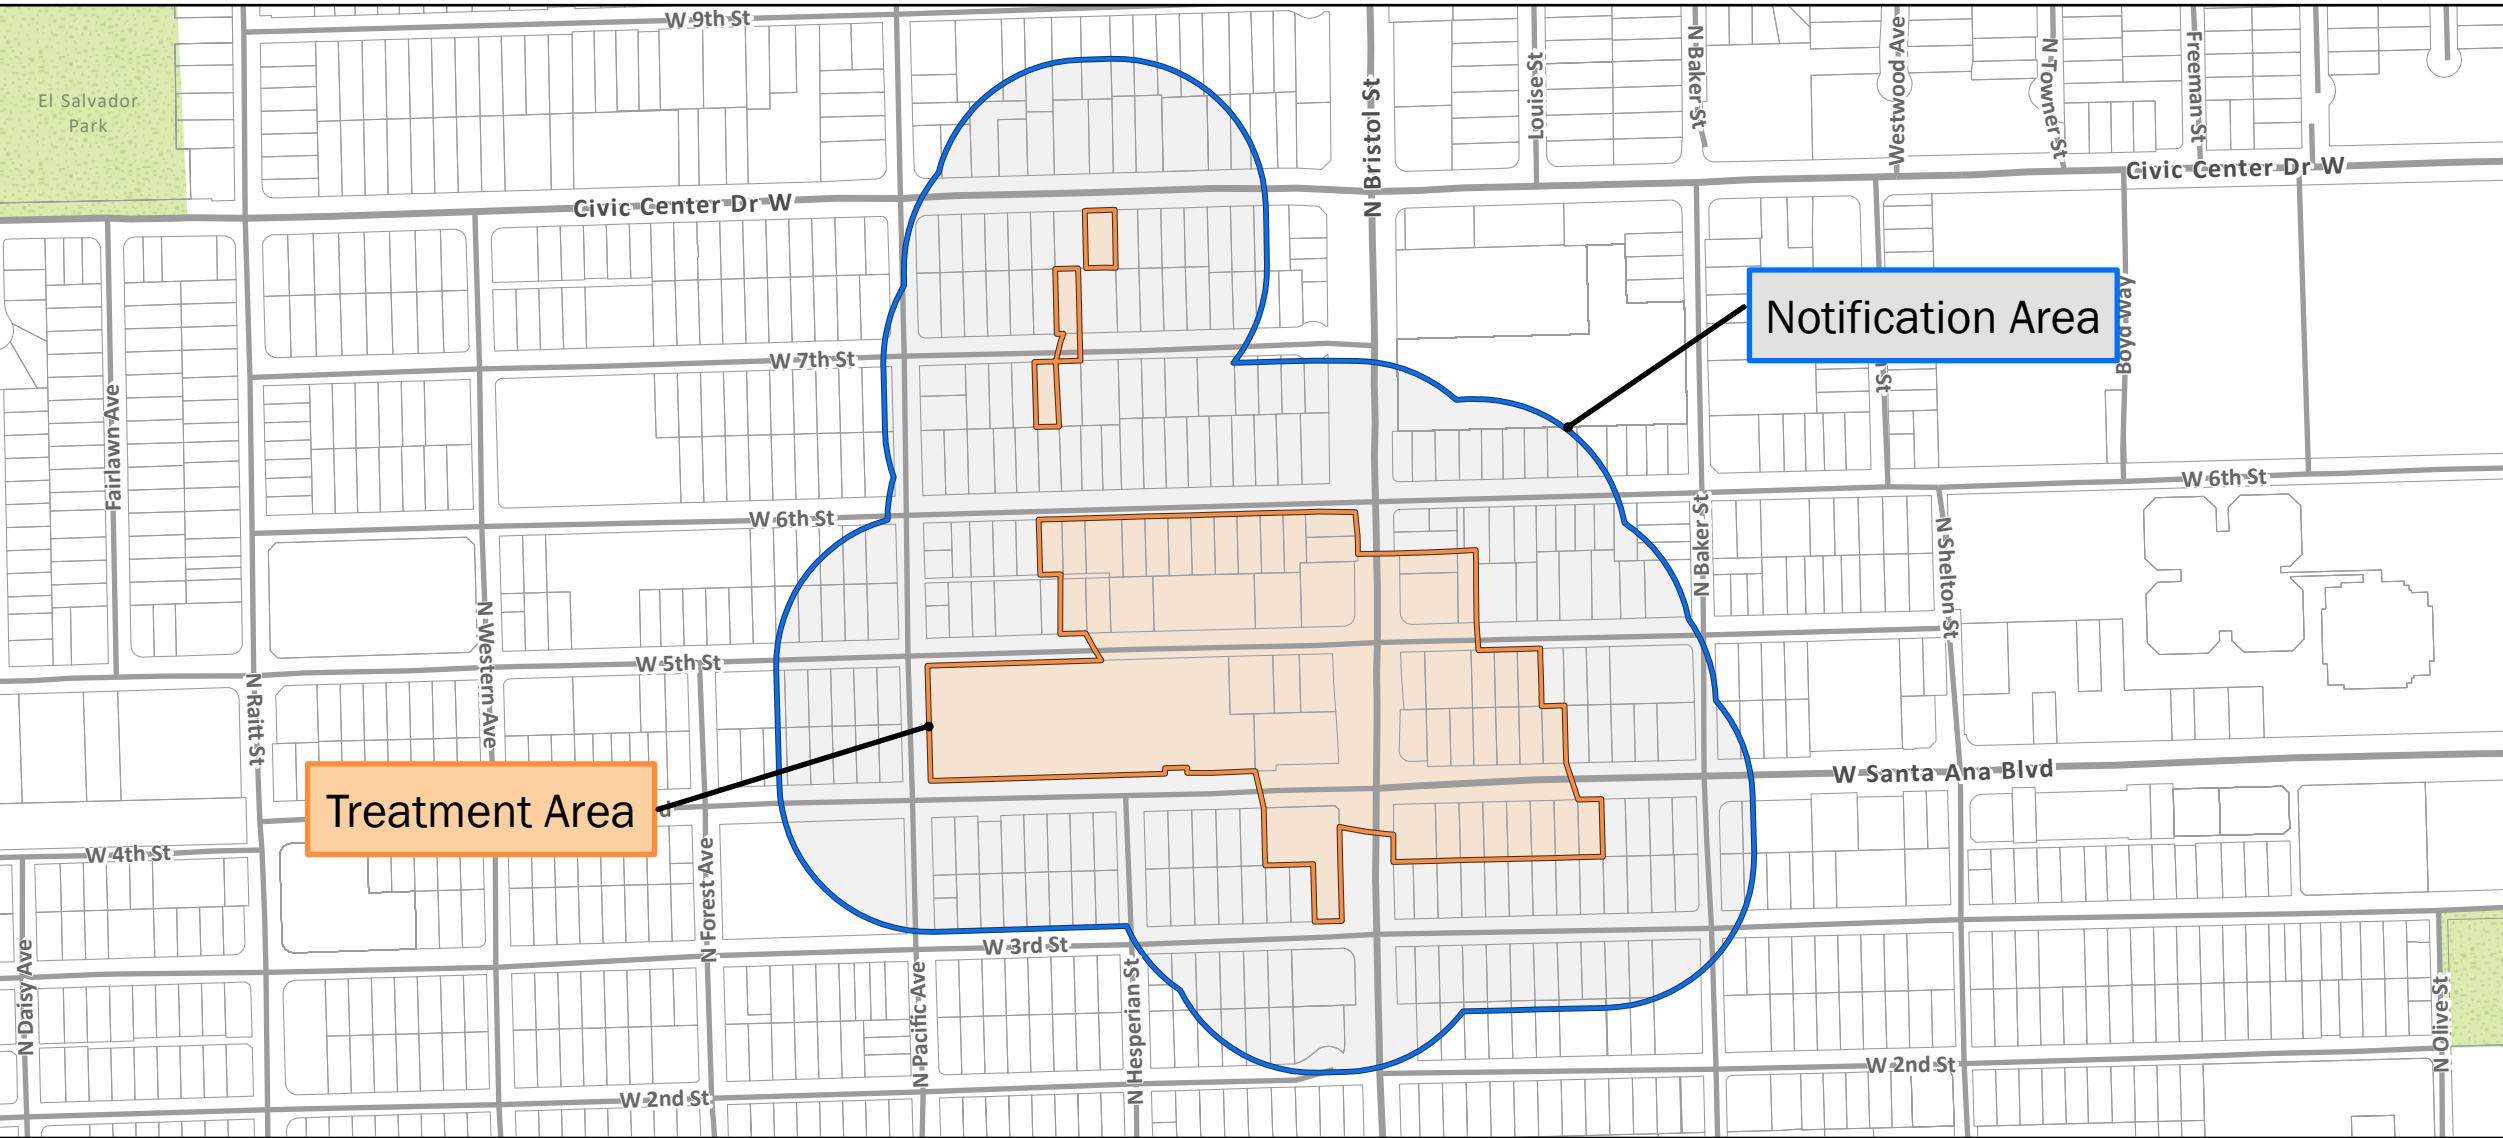 W 9th St
El Salvador
Park
N Bristol St
Louise St
N Baker St
Westwood Ave
N Towner St
Freeman St
Civic Center Dr W
Civic Center Dr W
Notification Area
Boyd Way
St
W 7th St
Fairlawn Ave
W 6th St
W 6th St
N Baker St
N Shelton St
N Western Ave
W 5th St
N Raitt St
W Santa Ana Blvd
Treatment Area
d
W 4th St
N Forest Ave
W 3rd St
N Daisy Ave
N Pacific Ave
N Hesperian St
N Olive St
W 2nd St
W 2nd St